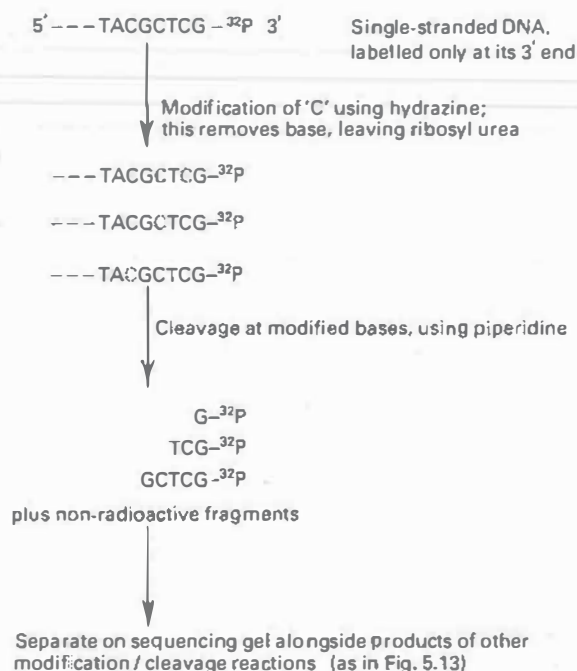 5´ ---TACGCTCG -³²P 3´
Single-stranded DNA,
labelled only at its 3´ end
Modification of 'C' using hydrazine;
this removes base, leaving ribosyl urea
---TACGCTCG-³²P
---TACGCTCG-³²P
---TACGCTCG-³²P
Cleavage at modified bases, using piperidine
G-³²P
TCG-³²P
GCTCG-³²P
plus non-radioactive fragments
Separate on sequencing gel alongside products of other
modification / cleavage reactions (as in Fig. 5.13)